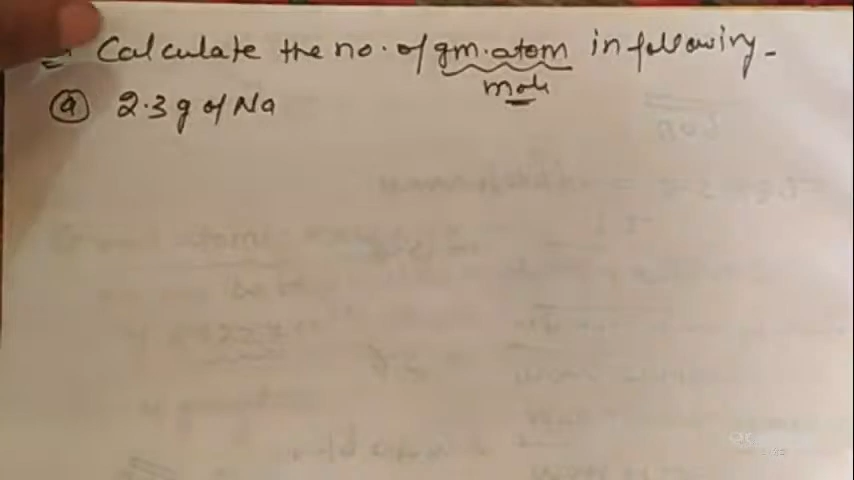 Calculate the no. of gm.atom in following -
mole
(a) 2.3 g of Na